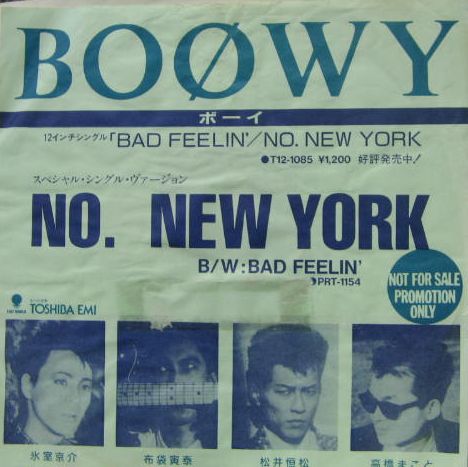 BOØWY
ボーイ
12インチシングル「BAD FEELIN'/NO. NEW YORK
●T12-1085 ¥1,200 好評発売中!
スペシャル・シングル・ヴァージョン
NO. NEW YORK
B/W:BAD FEELIN'
PRT-1154
NOT FOR SALE
PROMOTION
ONLY
TOSHIBA EMI
氷室京介
布袋寅泰
松井恒松
高橋まこと